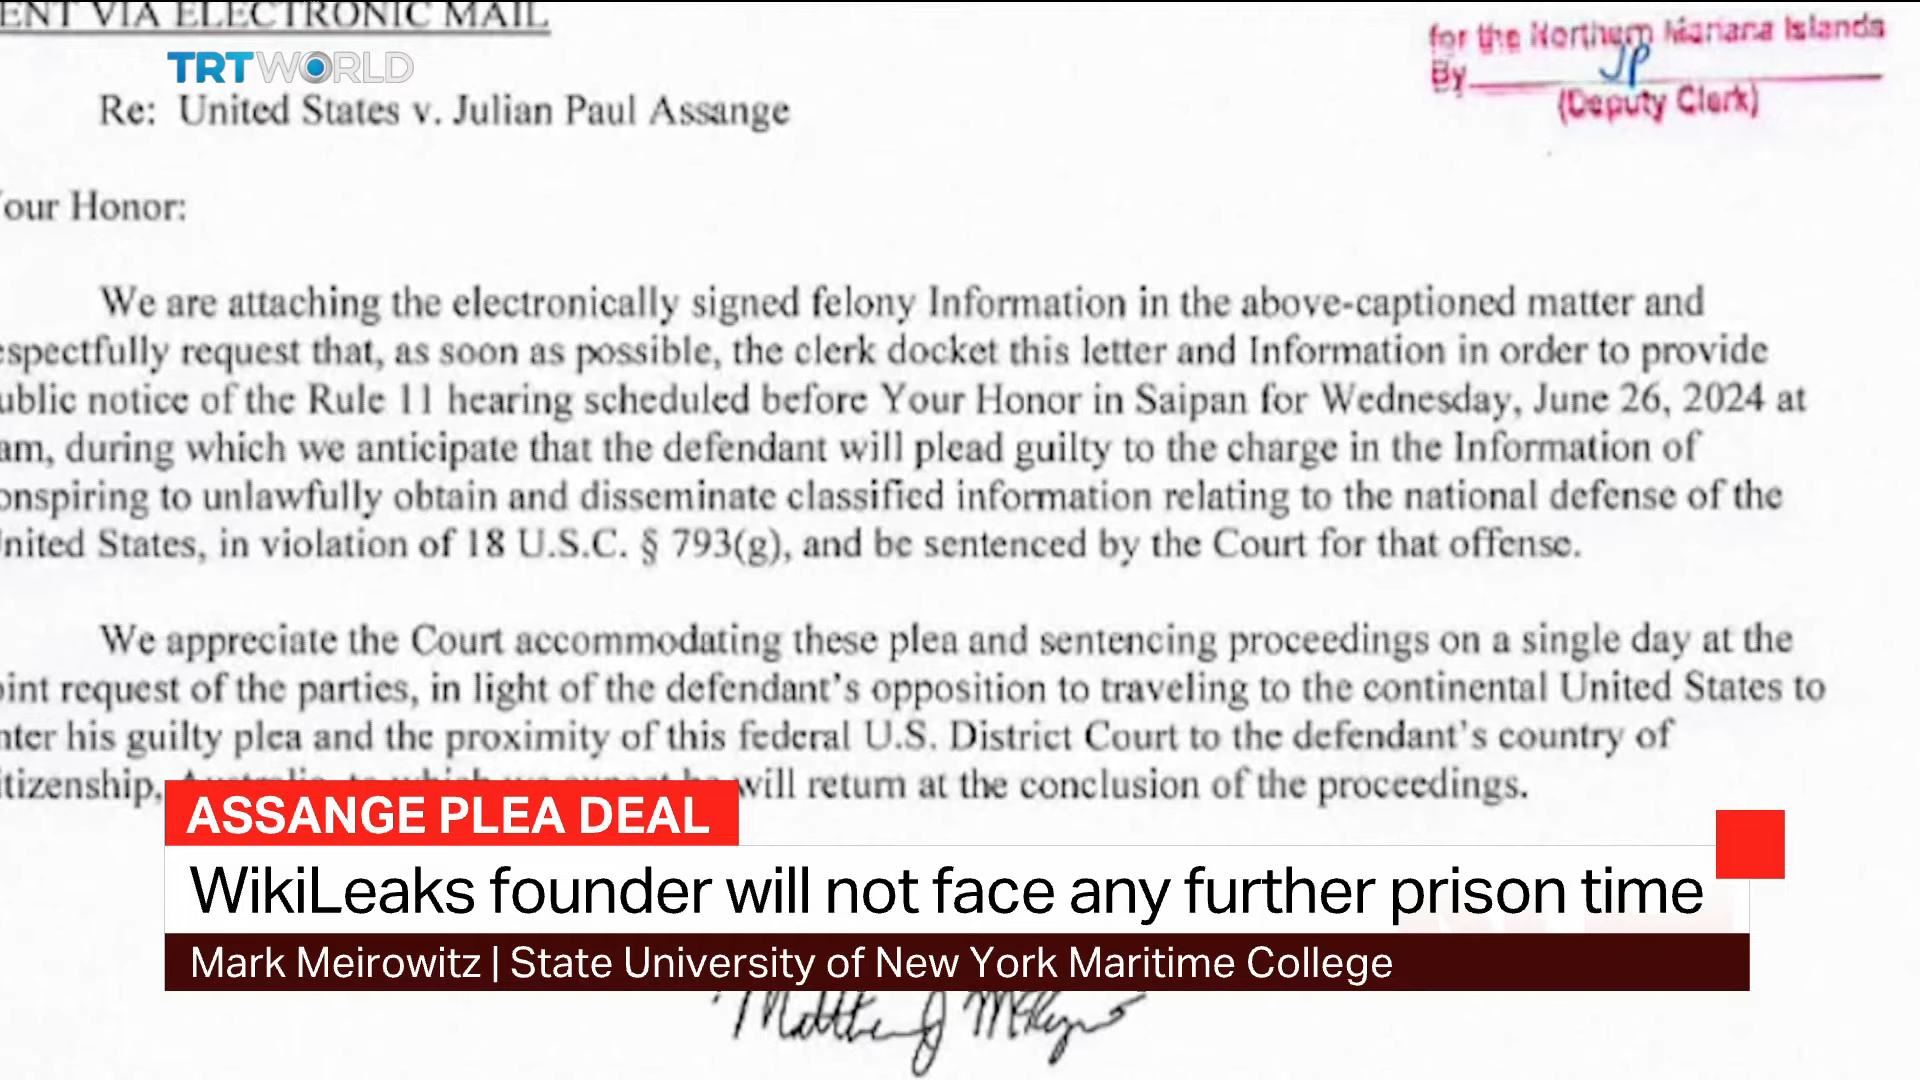 ENT VIA ELECTRONIC MAIL
for the Northern Mariana Islands
TRT WORLD
By JP
(Deputy Clerk)
Re: United States v. Julian Paul Assange
our Honor:
We are attaching the electronically signed felony Information in the above-captioned matter and
espectfully request that, as soon as possible, the clerk docket this letter and Information in order to provide
ublic notice of the Rule 11 hearing scheduled before Your Honor in Saipan for Wednesday, June 26, 2024 at
am, during which we anticipate that the defendant will plead guilty to the charge in the Information of
onspiring to unlawfully obtain and disseminate classified information relating to the national defense of the
nited States, in violation of 18 U.S.C. § 793(g), and be sentenced by the Court for that offense.
We appreciate the Court accommodating these plea and sentencing proceedings on a single day at the
oint request of the parties, in light of the defendant's opposition to traveling to the continental United States to
nter his guilty plea and the proximity of this federal U.S. District Court to the defendant's country of
itizenship, will return at the conclusion of the proceedings.
ASSANGE PLEA DEAL
WikiLeaks founder will not face any further prison time
Mark Meirowitz | State University of New York Maritime College